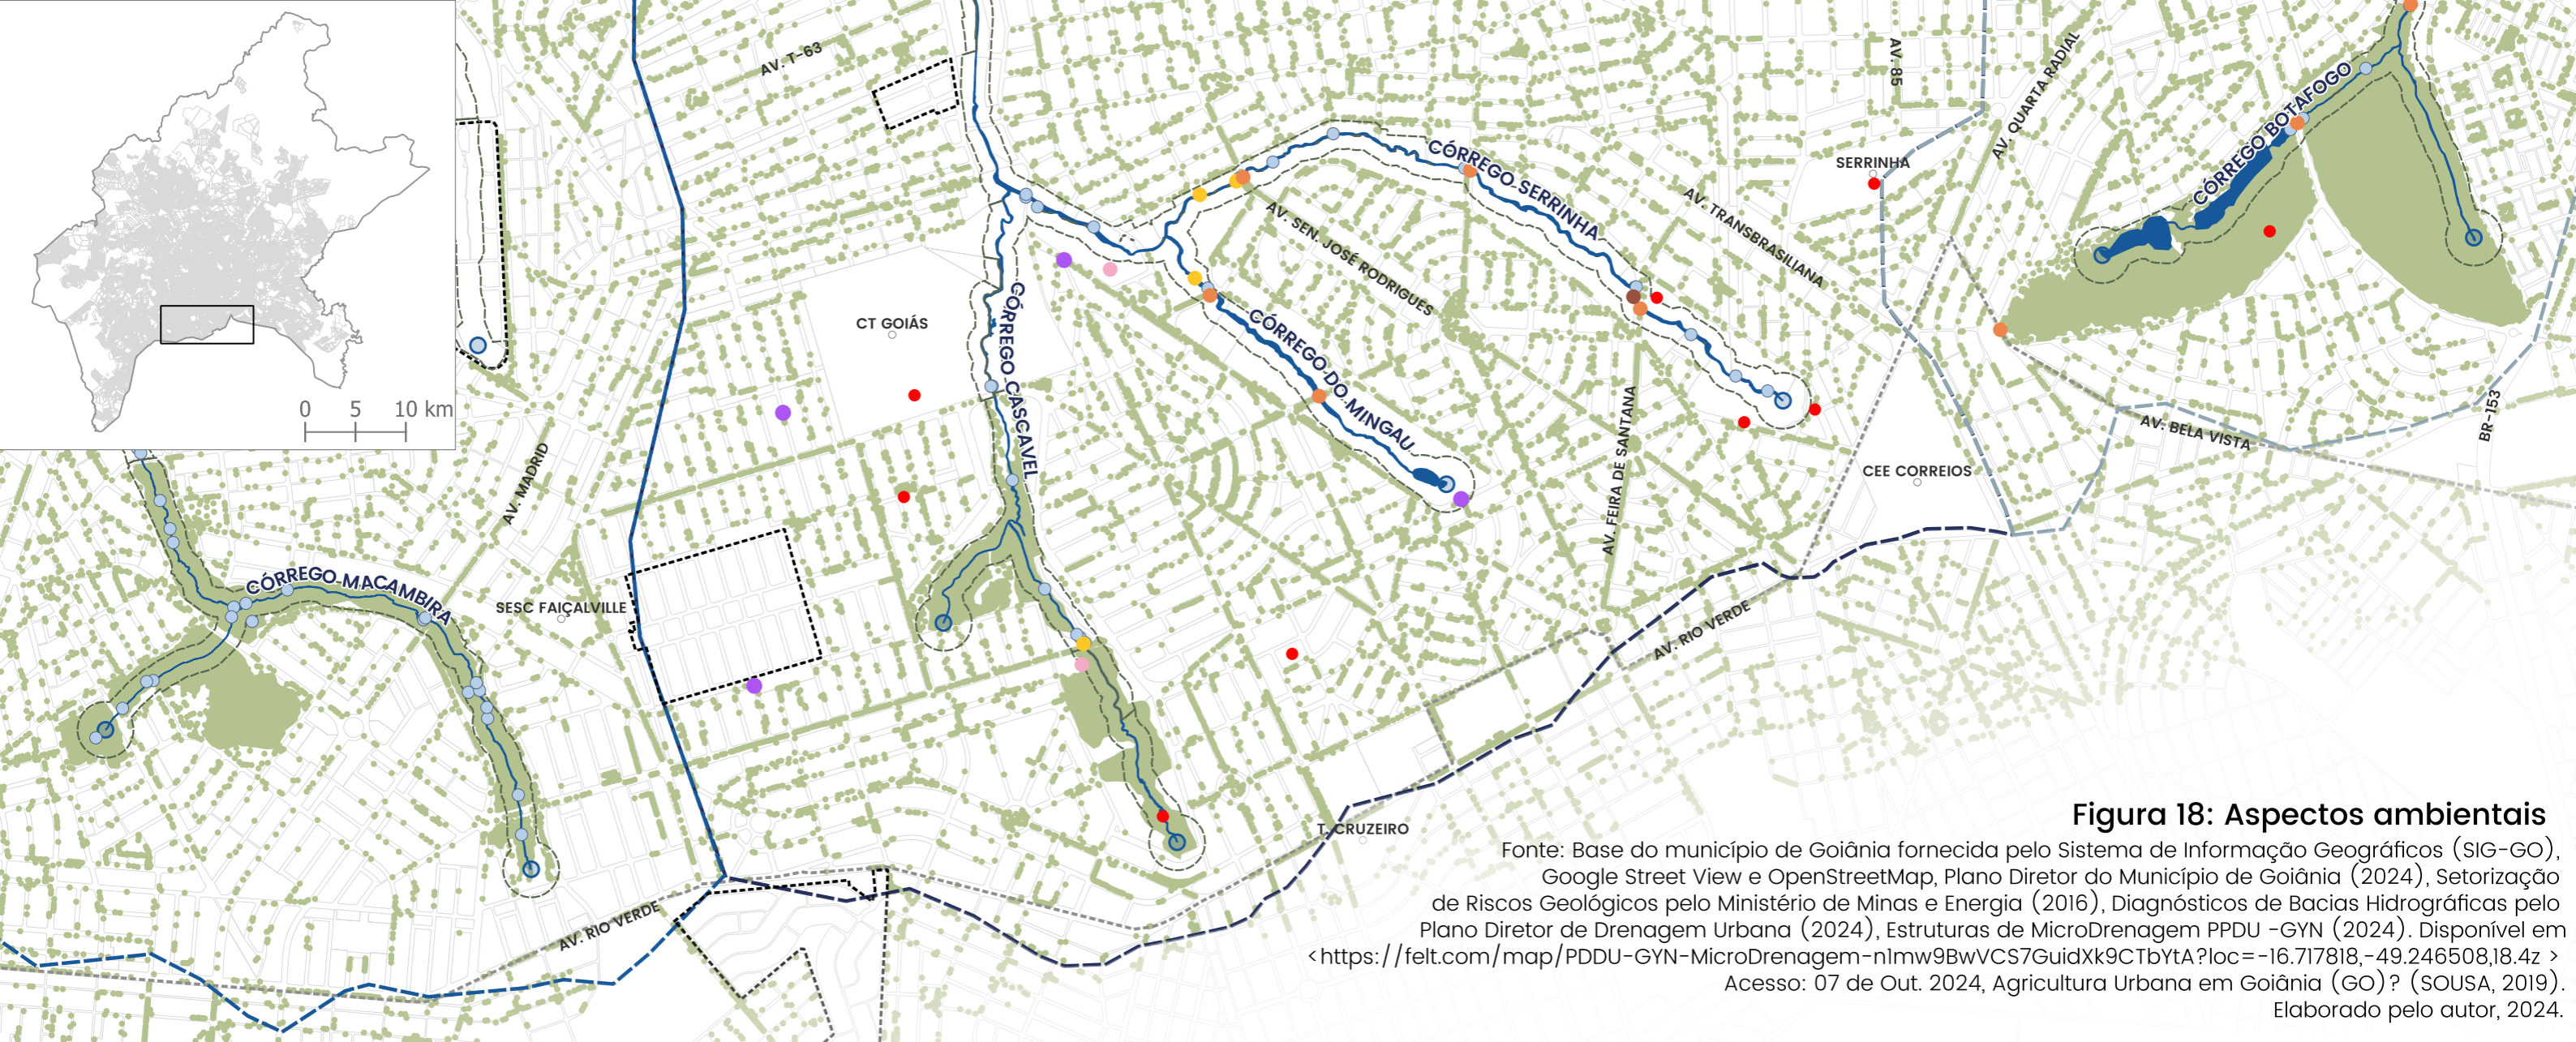 AV. T-63
AV. 85
AV. QUARTA RADIAL
CÓRREGO BOTAFOGO
CÓRREGO SERRINHA
SERRINHA
AV. TRANSBRASILIANA
AV. SEN. JOSÉ RODRIGUES
CT GOIÁS
CÓRREGO CASCAVEL
CÓRREGO DO MINGAU
0 5 10 km
AV. MADRID
AV. FEIRA DE SANTANA
CEE CORREIOS
AV. BELA VISTA
BR-153
CÓRREGO MACAMBIRA
SESC FAIÇALVILLE
AV. RIO VERDE
T. CRUZEIRO
AV. RIO VERDE
Figura 18: Aspectos ambientais
Fonte: Base do município de Goiânia fornecida pelo Sistema de Informação Geográficos (SIG-GO),
Google Street View e OpenStreetMap, Plano Diretor do Município de Goiânia (2024), Setorização
de Riscos Geológicos pelo Ministério de Minas e Energia (2016), Diagnósticos de Bacias Hidrográficas pelo
Plano Diretor de Drenagem Urbana (2024), Estruturas de MicroDrenagem PPDU -GYN (2024). Disponível em
<https://felt.com/map/PDDU-GYN-MicroDrenagem-n1mw9BwVCS7GuidXk9CTbYtA?loc=-16.717818,-49.246508,18.4z >
Acesso: 07 de Out. 2024, Agricultura Urbana em Goiânia (GO)? (SOUSA, 2019).
Elaborado pelo autor, 2024.